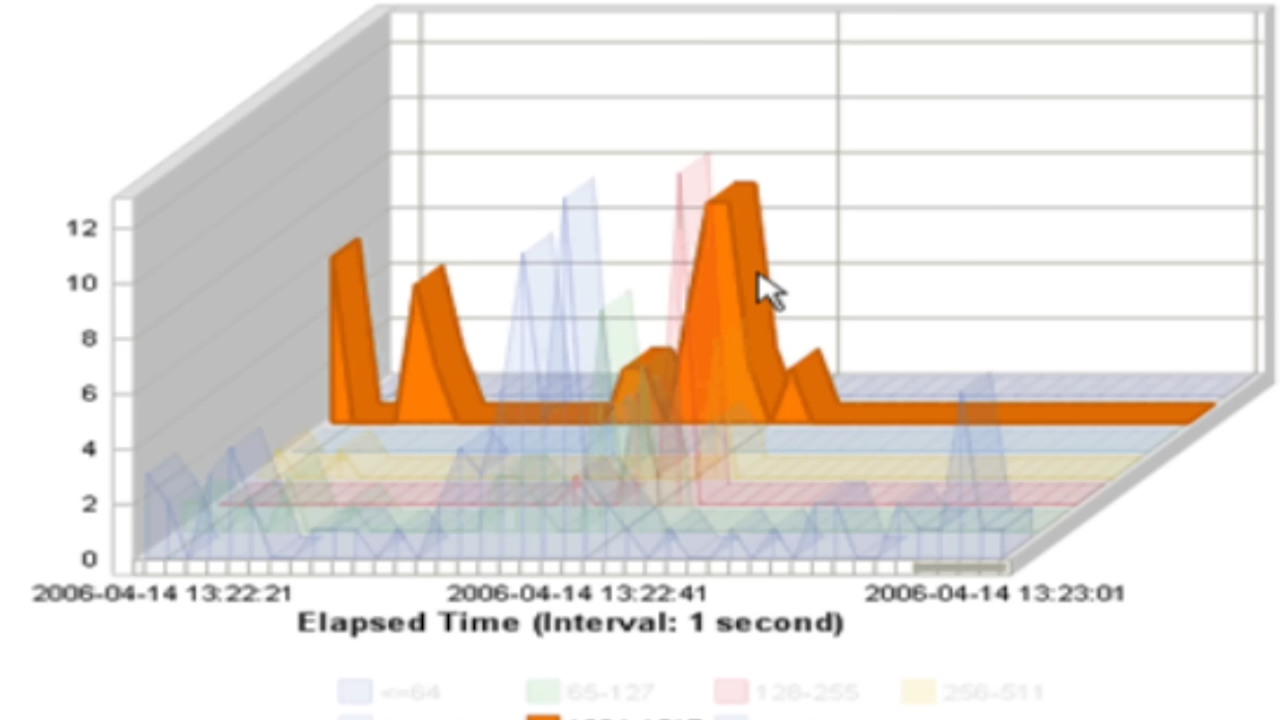 12
10
8
6
4
2
0
2006-04-14 13:22:21 2006-04-14 13:22:41 2006-04-14 13:23:01
Elapsed Time (Interval: 1 second)
<=64 65-127 128-255 256-511